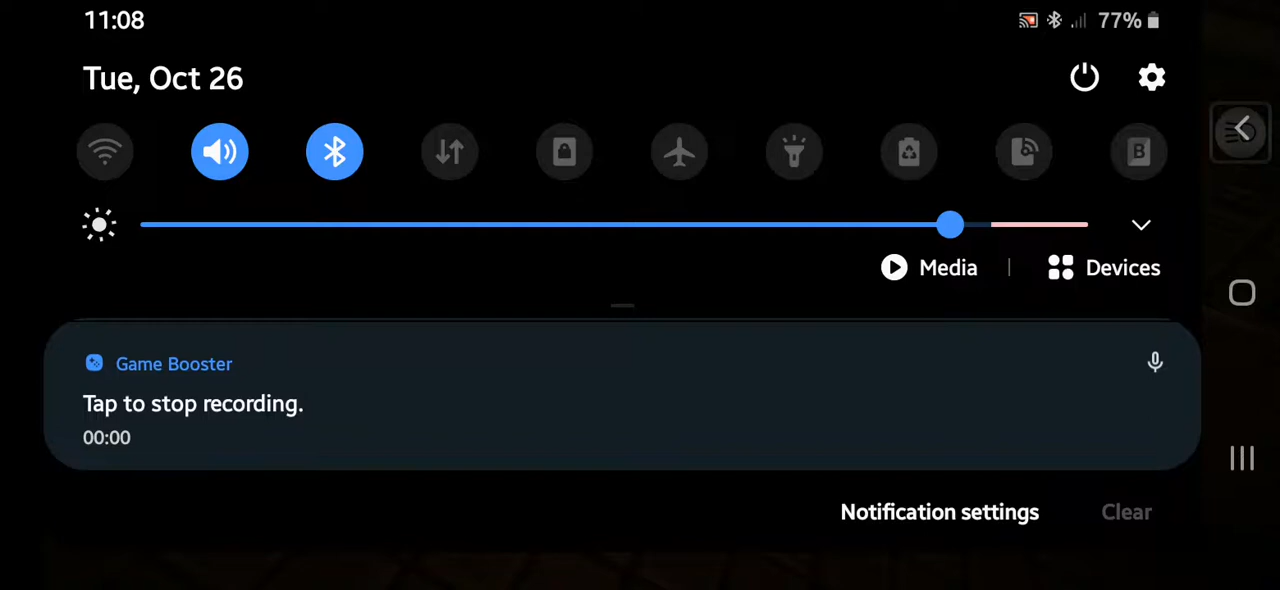 11:08
77%
Tue, Oct 26
B
Media
Devices
Game Booster
Tap to stop recording.
00:00
Notification settings
Clear